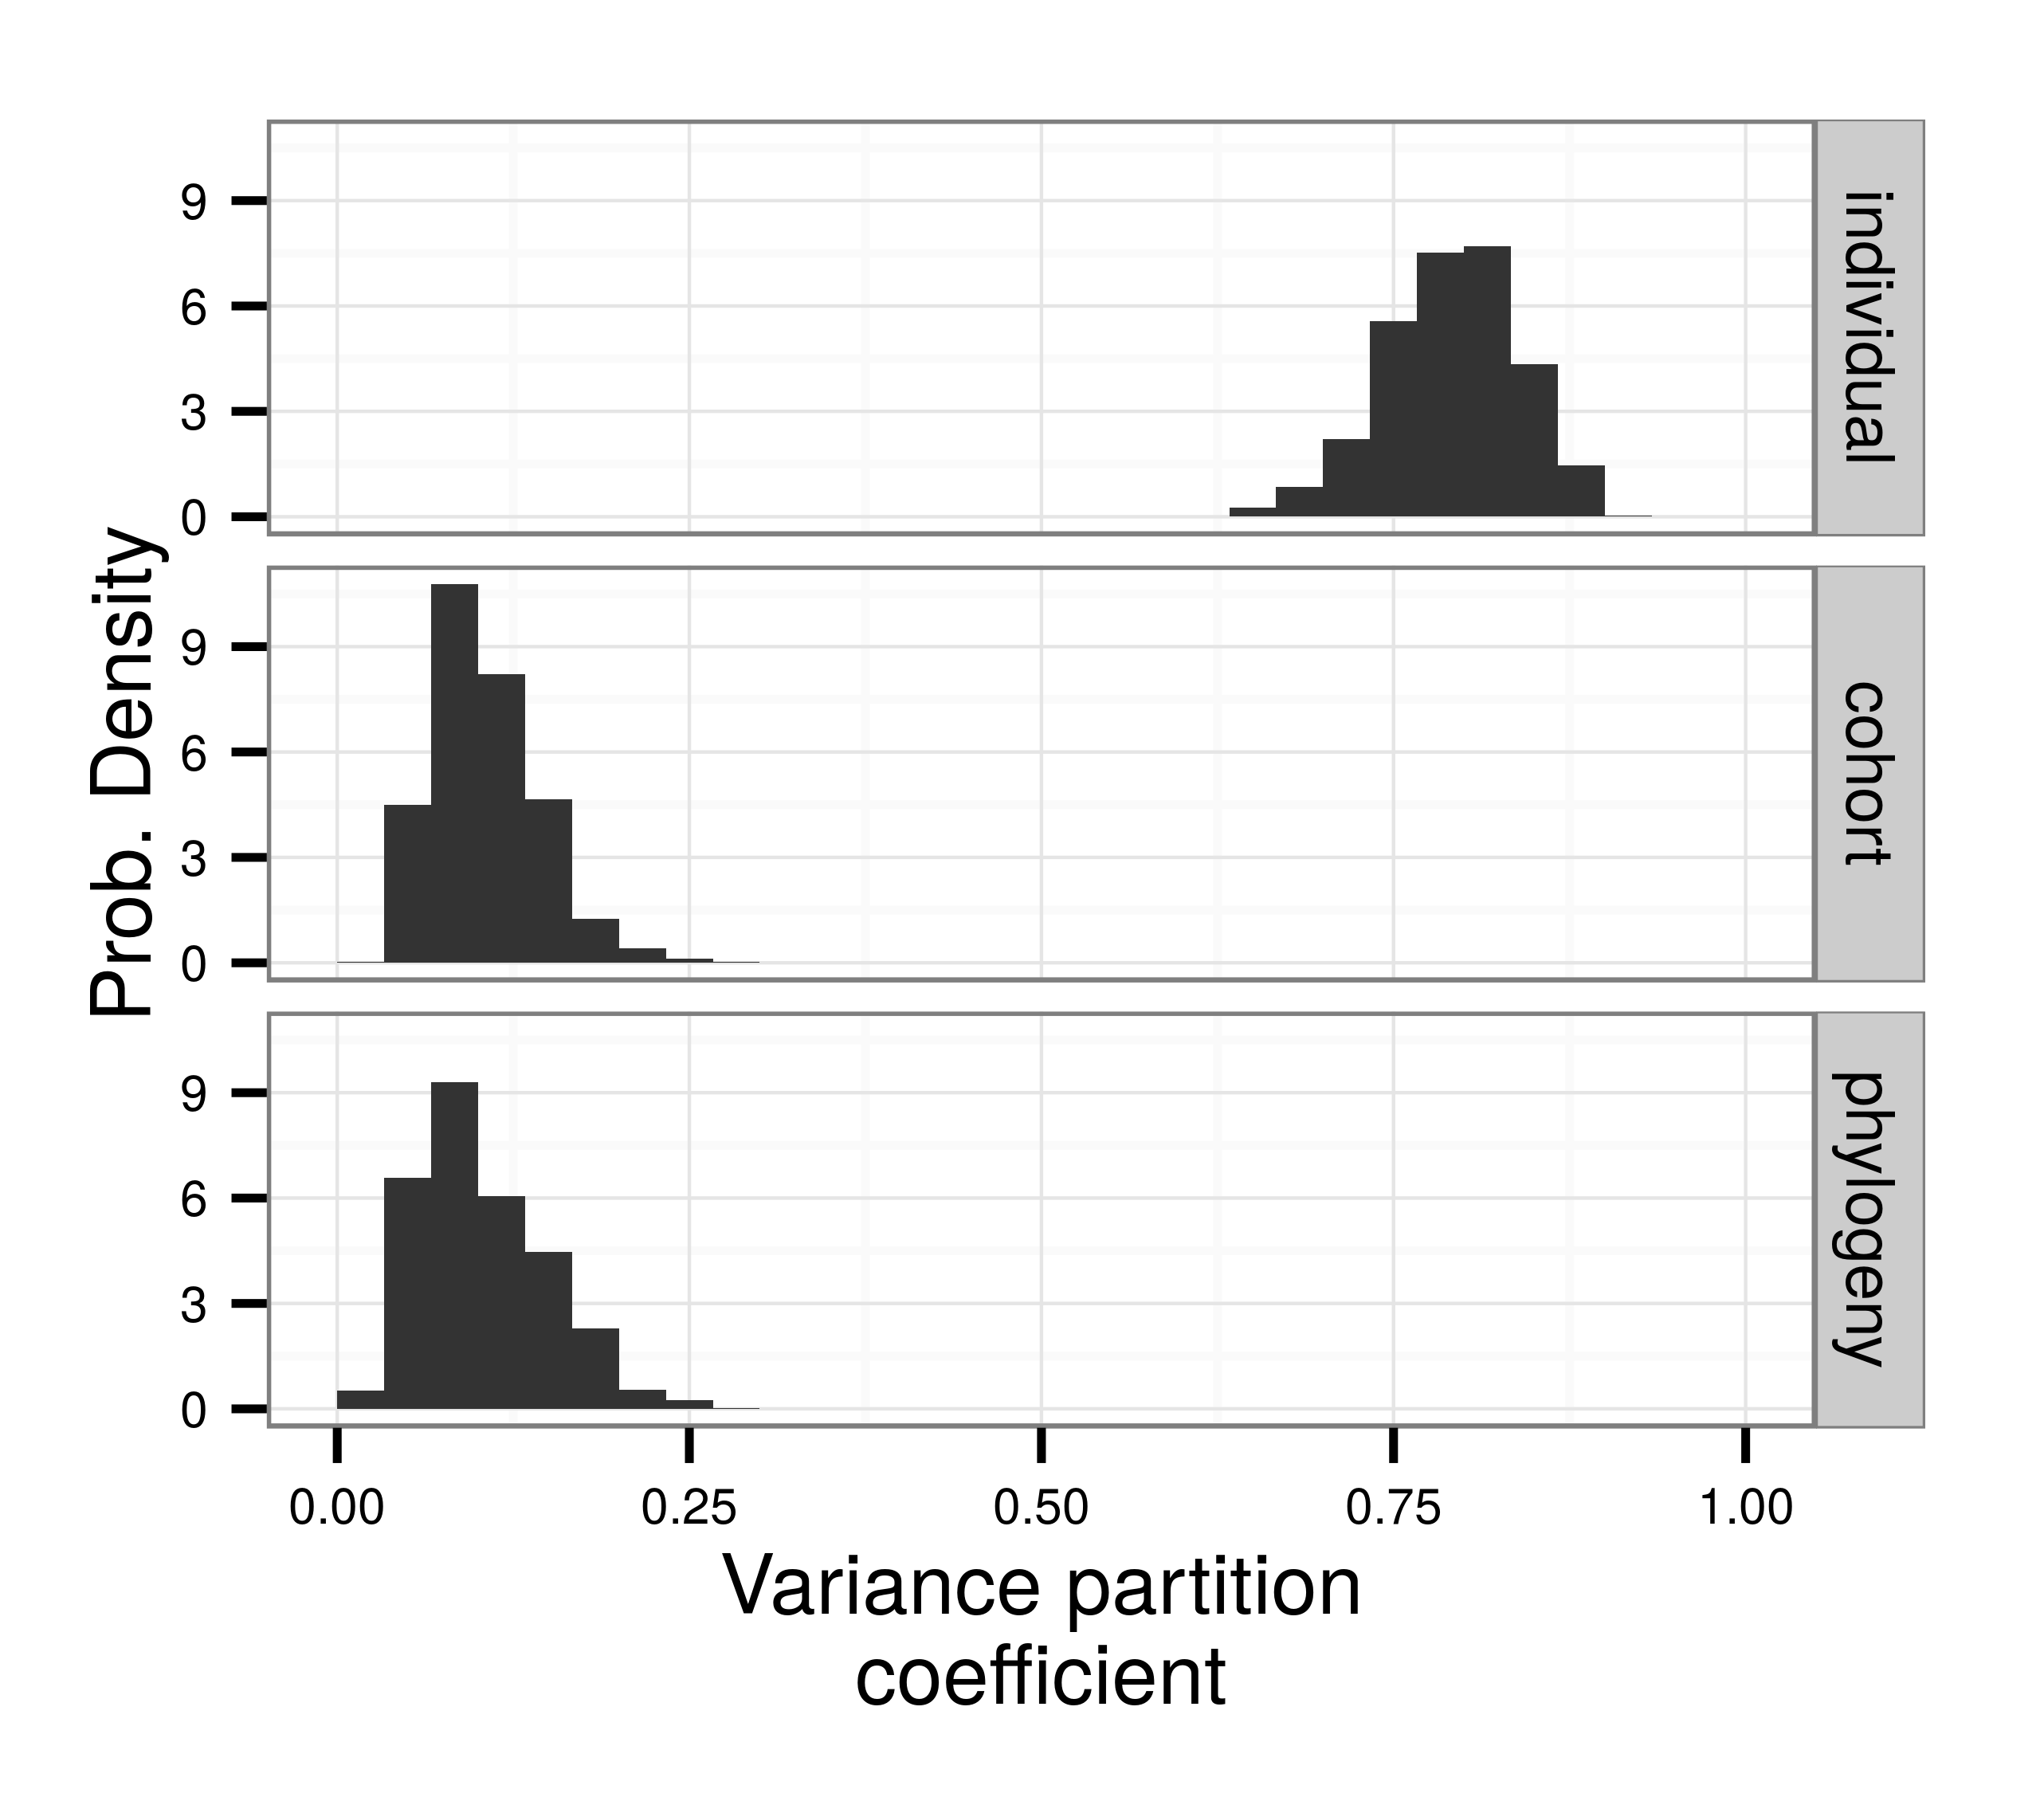 Prob. Density
9
6
3
0
individual
9
6
3
0
cohort
9
6
3
0
phylogeny
0.00 0.25 0.50 0.75 1.00
Variance partition
coefficient